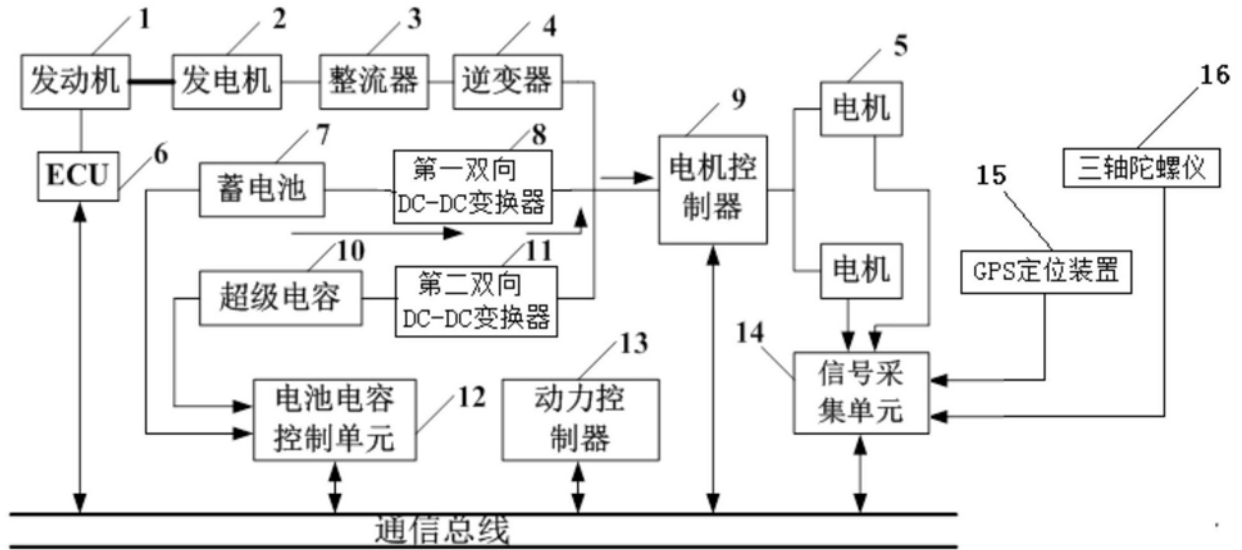 1
2
3
4
5
16
发动机
发电机
整流器
逆变器
电机
9
7
8
ECU
6
蓄电池
第一双向
DC-DC变换器
电机控
制器
三轴陀螺仪
15
10
11
超级电容
第二双向
DC-DC变换器
电机
GPS定位装置
13
14
电池电容
控制单元
12
动力控
制器
信号采
集单元
通信总线